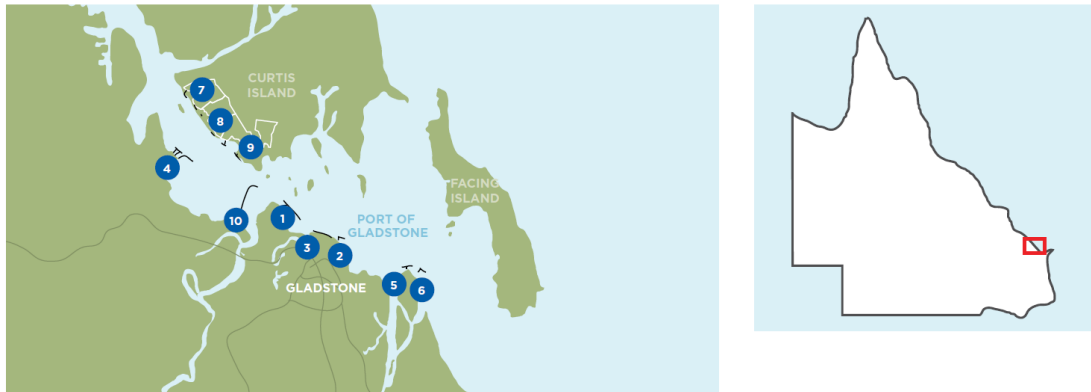 7
CURTIS
ISLAND
8
9
4
FACING
ISLAND
1
10
PORT OF
GLADSTONE
3
2
GLADSTONE
5
6